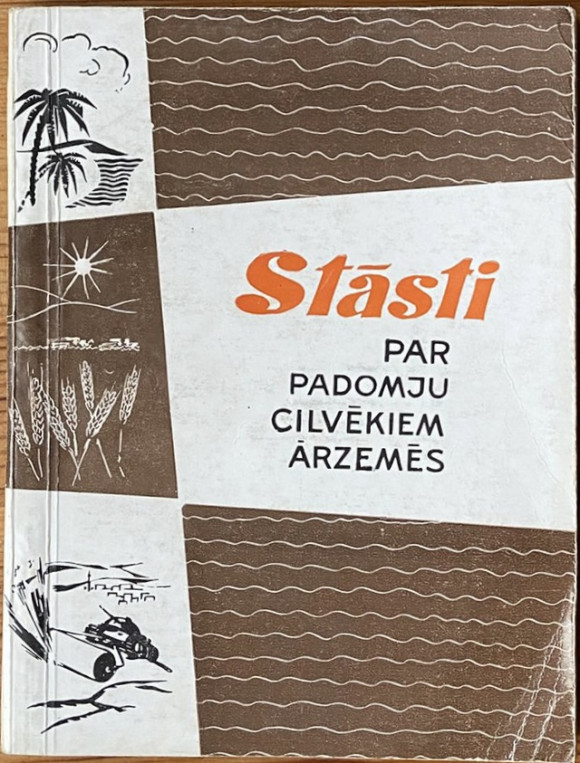 Stāsti
PAR
PADOMJU
CILVĒKIEM
ĀRZEMĒS